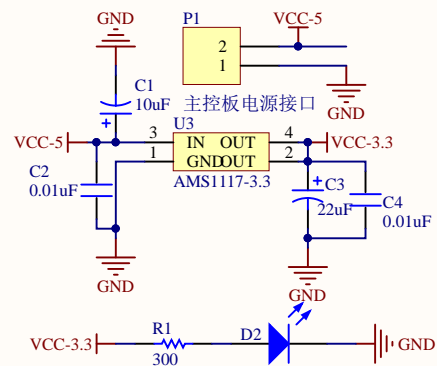 GND
P1
VCC-5
2
1
C1
10uF
GND
主控板电源接口
U3
VCC-5
3
IN
OUT
4
VCC-3.3
1
GND
OUT
2
AMS1117-3.3
C2
0.01uF
C3
22uF
C4
0.01uF
GND
GND
VCC-3.3
R1
300
D2
GND